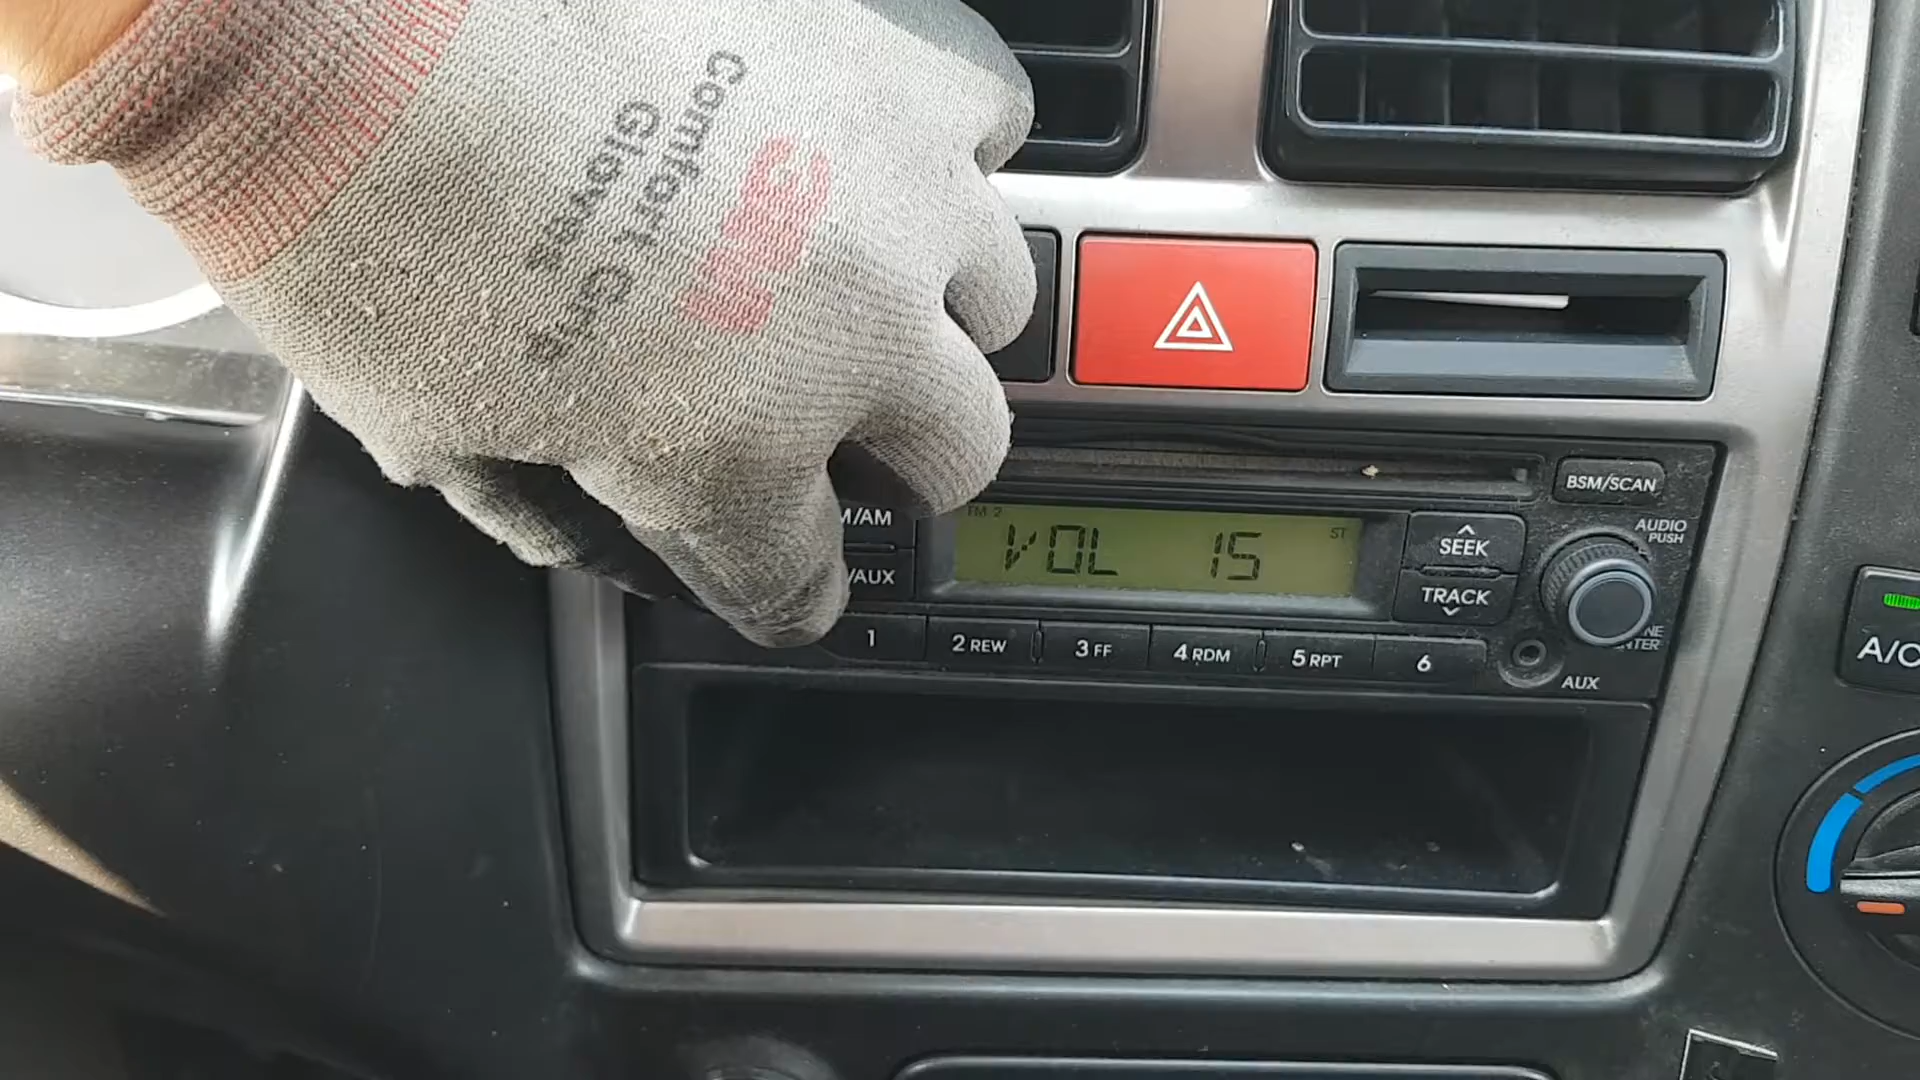 Comfort
Glove
3M
BSM/SCAN
AUDIO
PUSH
M/AM
FM 2
VOL 15
ST
SEEK
/AUX
TRACK
1
2 REW
3 FF
4 RDM
5 RPT
6
AUX
A/C